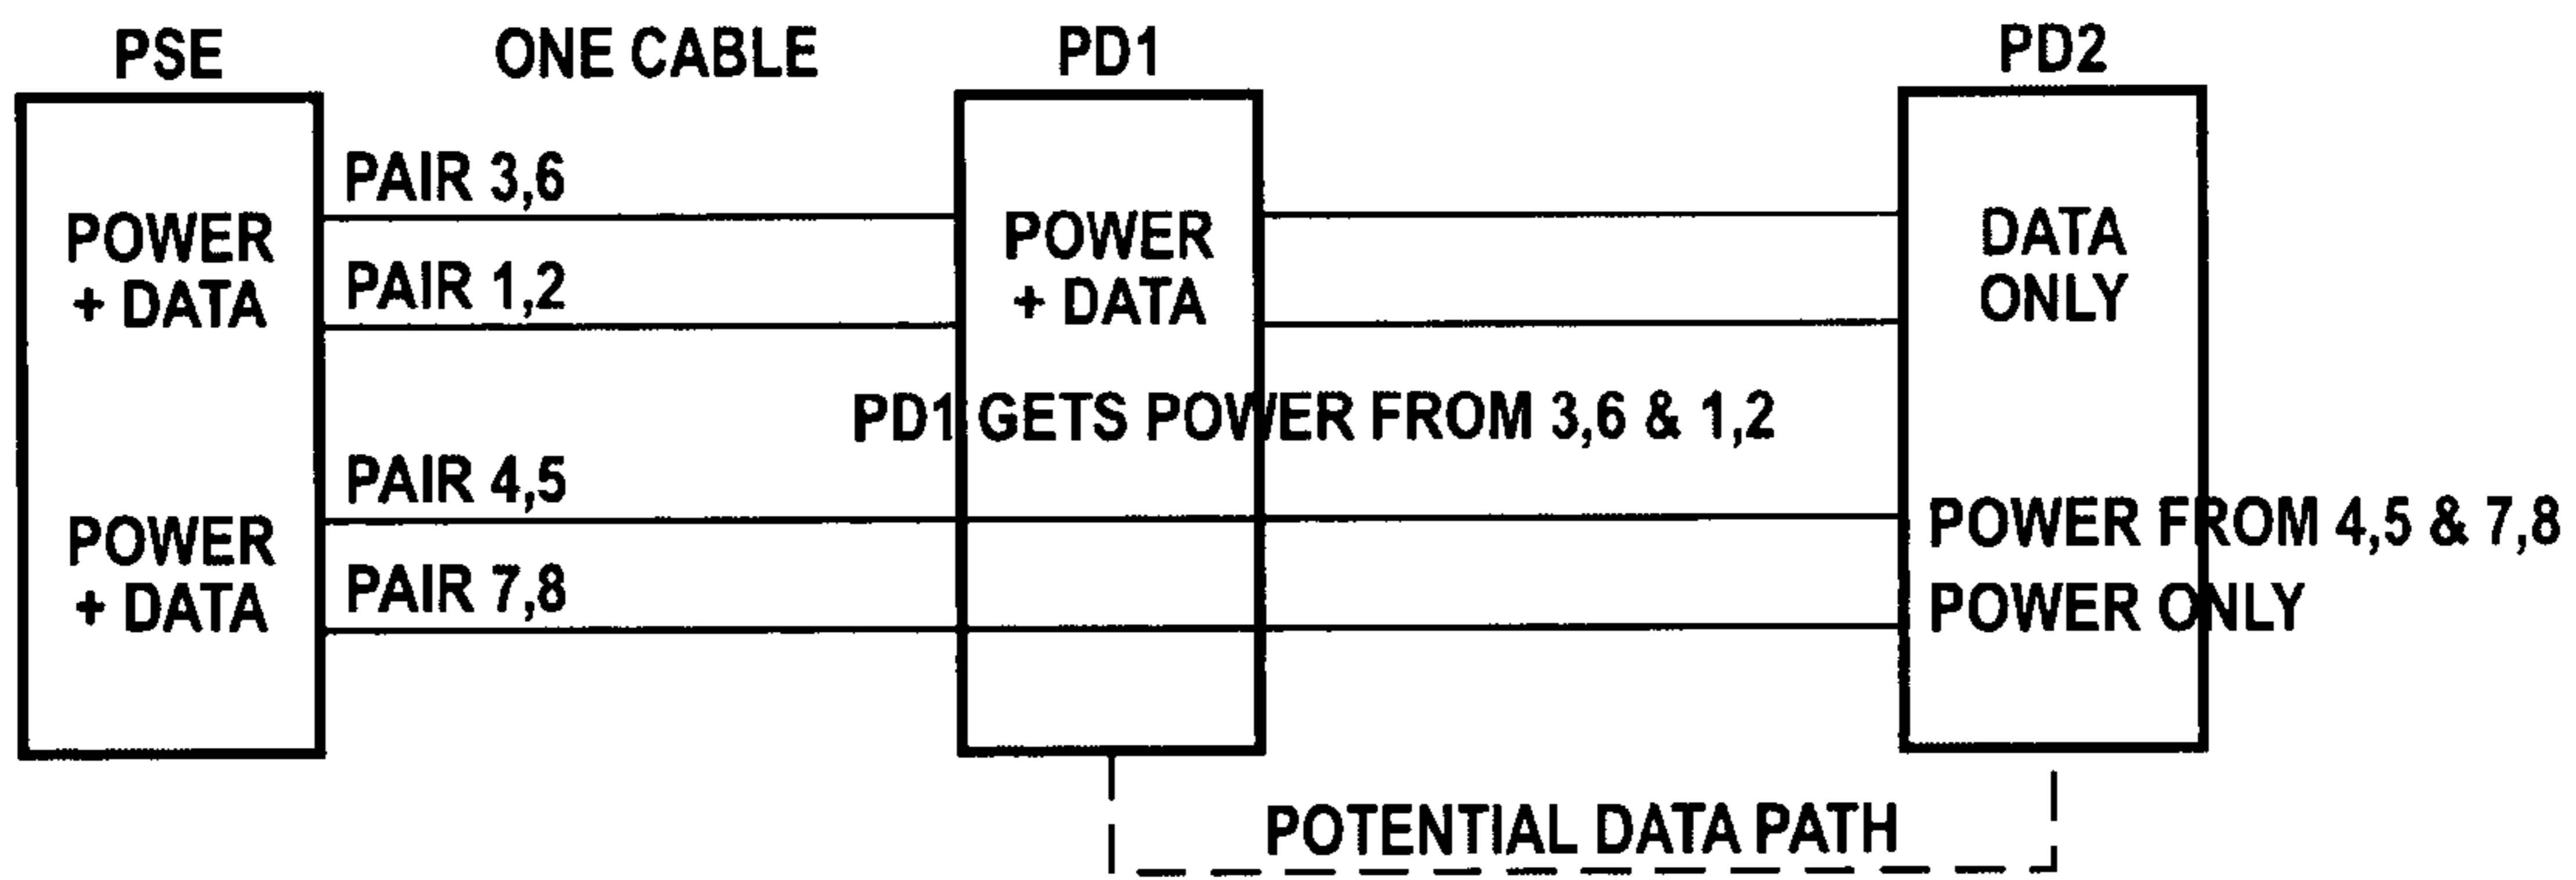 PSE
ONE CABLE
PD1
PD2
PAIR 3,6
POWER
+ DATA
PAIR 1,2
POWER
+ DATA
DATA
ONLY
PD1 GETS POWER FROM 3,6 & 1,2
PAIR 4,5
POWER
+ DATA
PAIR 7,8
POWER FROM 4,5 & 7,8
POWER ONLY
POTENTIAL DATA PATH